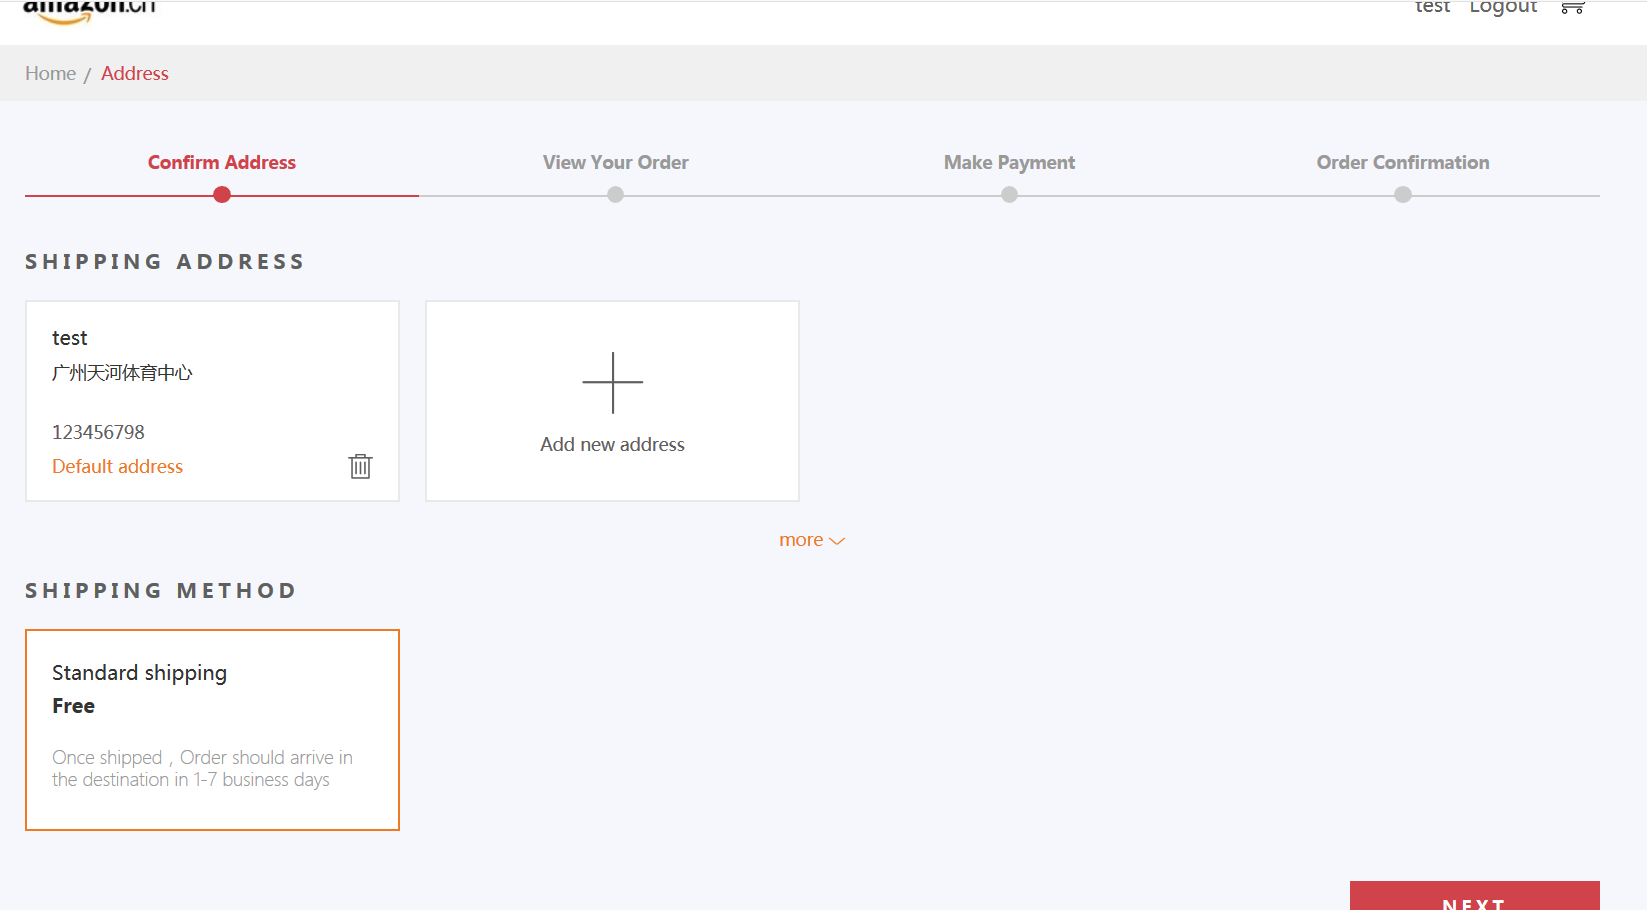 amazon.cn
test Logout
Home / Address
Confirm Address View Your Order Make Payment Order Confirmation
SHIPPING ADDRESS
test
广州天河体育中心
123456798
Default address
Add new address
more
SHIPPING METHOD
Standard shipping
Free
Once shipped，Order should arrive in
the destination in 1-7 business days
NEXT